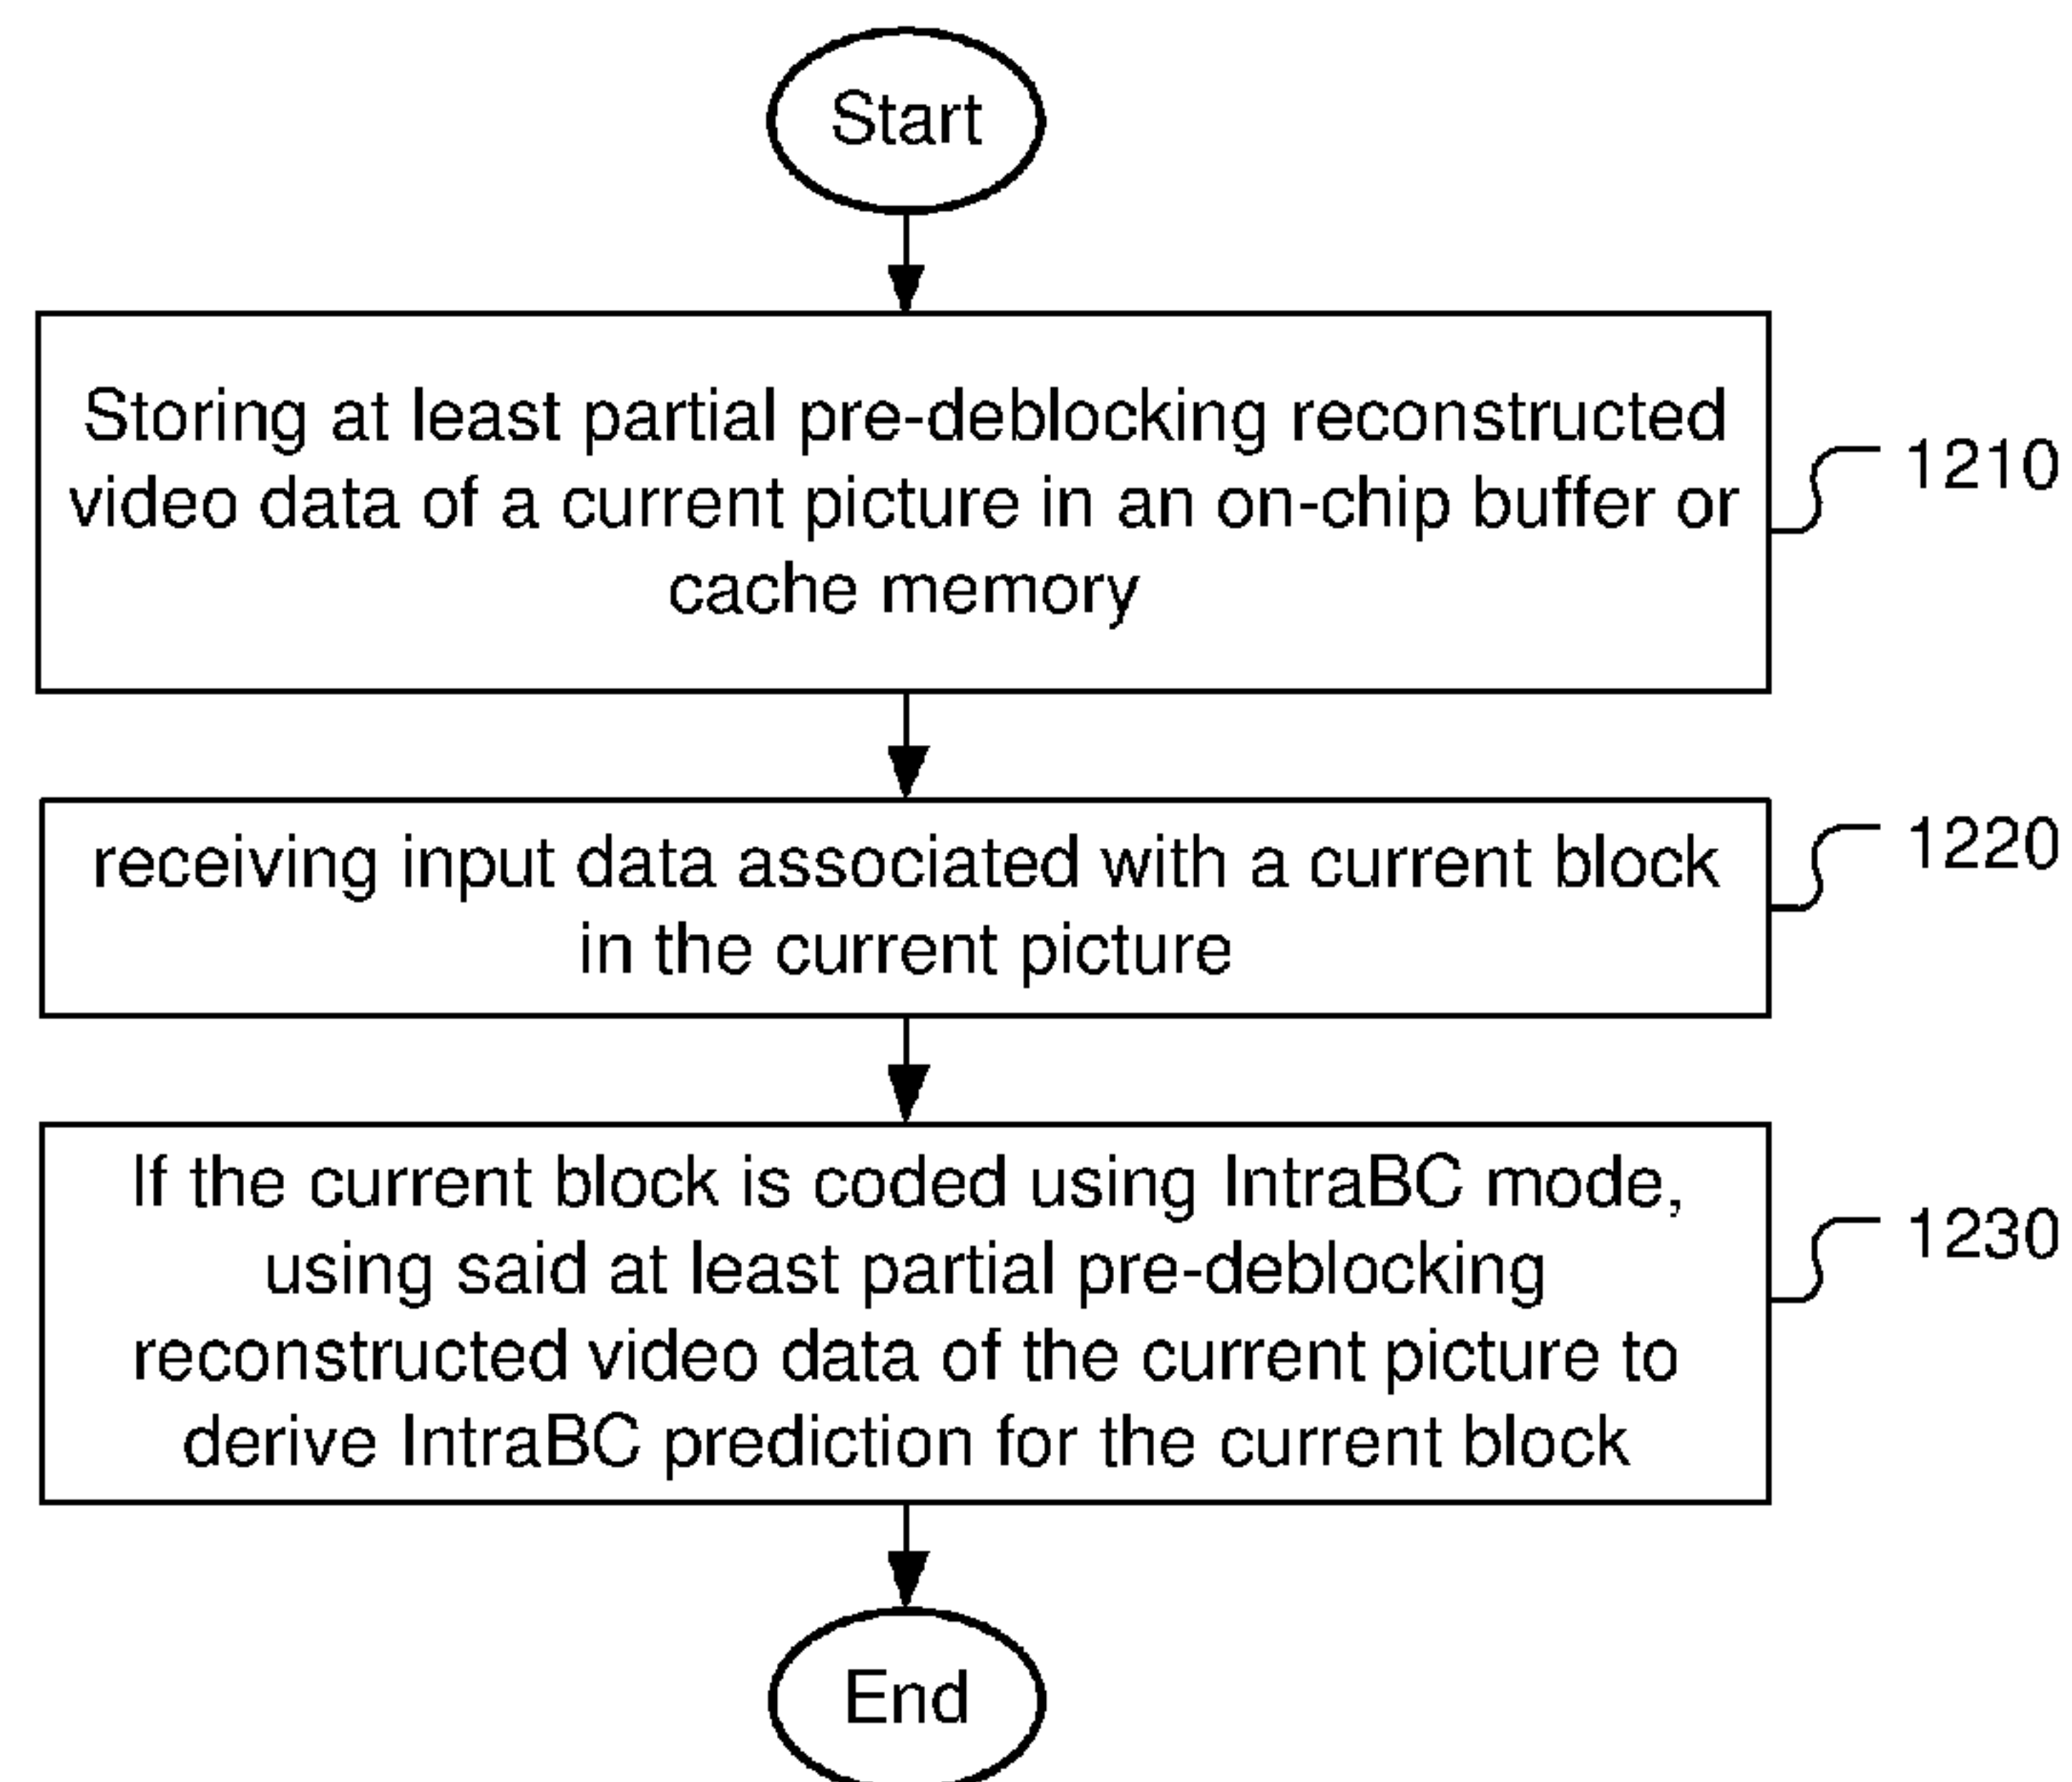 Start
Storing at least partial pre-deblocking reconstructed
video data of a current picture in an on-chip buffer or
cache memory
1210
receiving input data associated with a current block
in the current picture
1220
If the current block is coded using IntraBC mode,
using said at least partial pre-deblocking
reconstructed video data of the current picture to
derive IntraBC prediction for the current block
1230
End